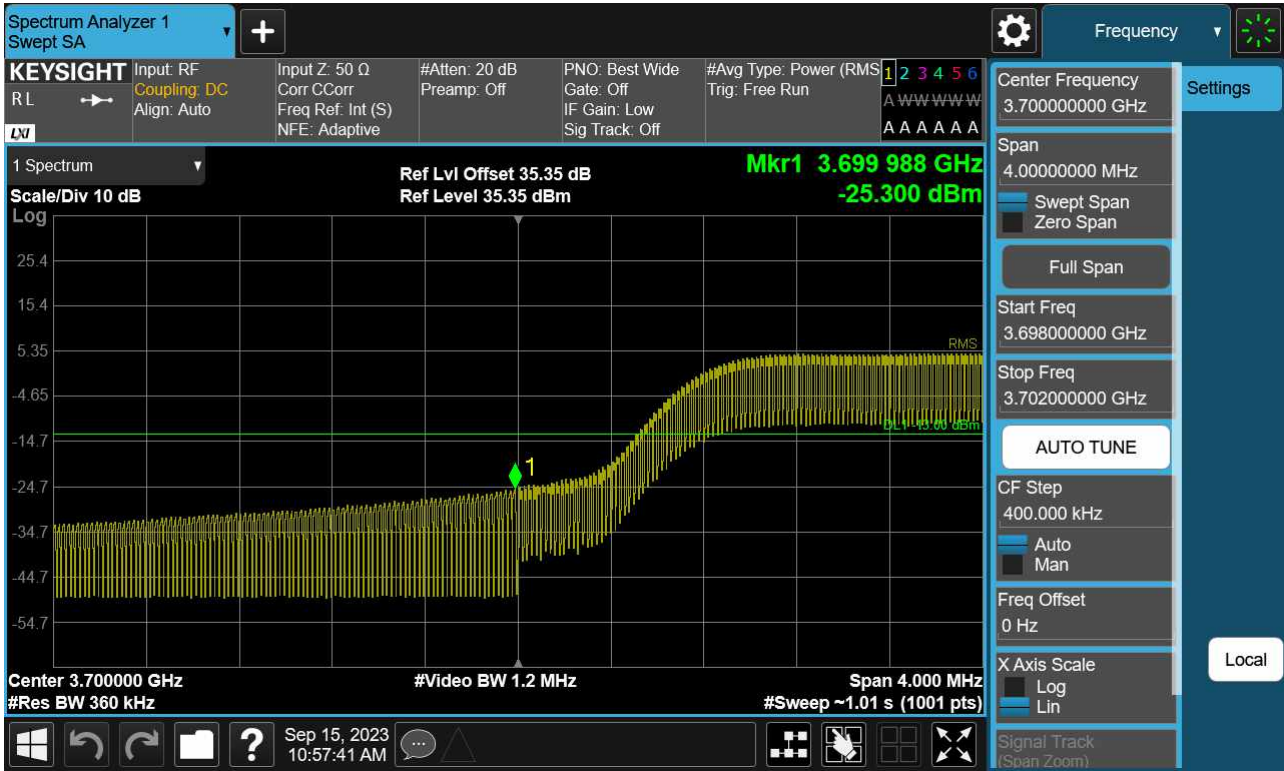 Spectrum Analyzer 1
Swept SA
+
Frequency
KEYSIGHT
R L
LXI
Input: RF
Coupling: DC
Align: Auto
Input Z: 50 Ω
Corr CCorr
Freq Ref: Int (S)
NFE: Adaptive
#Atten: 20 dB
Preamp: Off
PNO: Best Wide
Gate: Off
IF Gain: Low
Sig Track: Off
#Avg Type: Power (RMS
Trig: Free Run
1 2 3 4 5 6
A W W W W W
A A A A A A
1 Spectrum
Scale/Div 10 dB
Log
Ref Lvl Offset 35.35 dB
Ref Level 35.35 dBm
Mkr1 3.699 988 GHz
-25.300 dBm
25.4
15.4
5.35
-4.65
-14.7
-24.7
-34.7
-44.7
-54.7
RMS
DL1 -13.00 dBm
1
Center 3.700000 GHz
#Res BW 360 kHz
#Video BW 1.2 MHz
Span 4.000 MHz
#Sweep ~1.01 s (1001 pts)
?
Sep 15, 2023
10:57:41 AM
Center Frequency
3.700000000 GHz
Settings
Span
4.00000000 MHz
Swept Span
Zero Span
Full Span
Start Freq
3.698000000 GHz
Stop Freq
3.702000000 GHz
AUTO TUNE
CF Step
400.000 kHz
Auto
Man
Freq Offset
0 Hz
X Axis Scale
Log
Lin
Local
Signal Track
(Span Zoom)